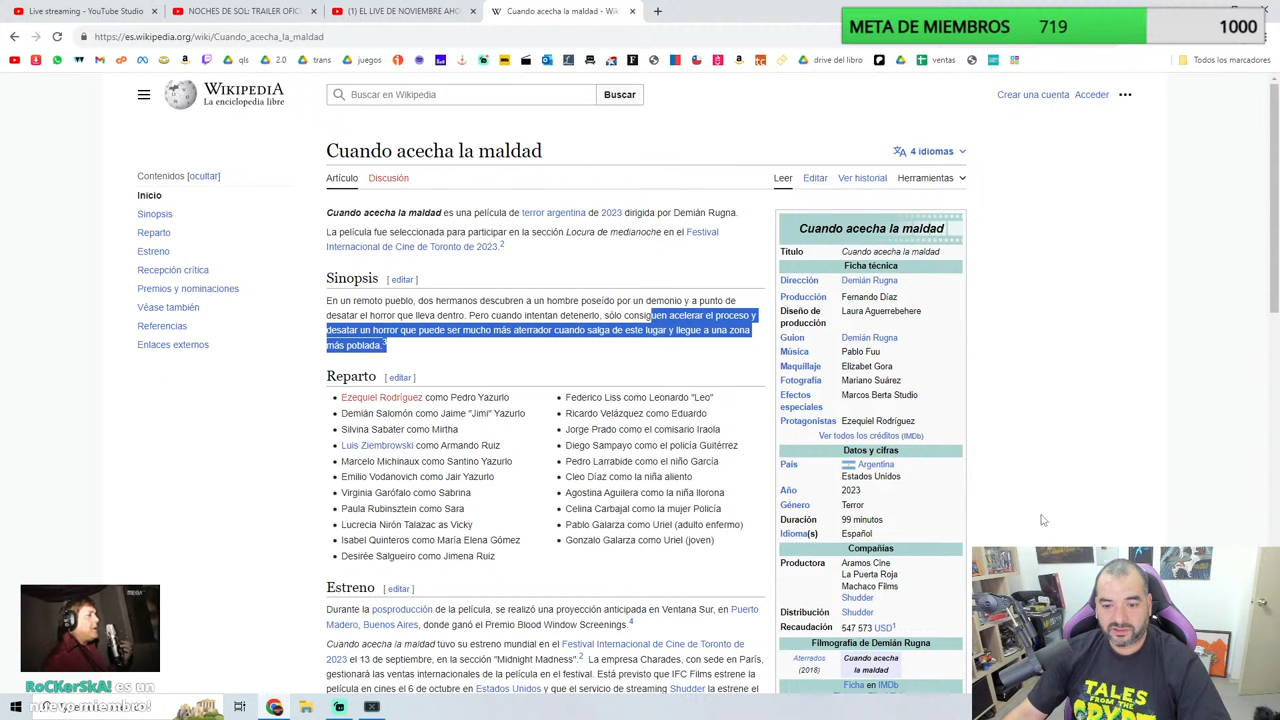 Live streaming - YouTube Studio
NOCHES DE SOL: TRAILER OFIC
(1) EL LIVE DE NOVIEMBRE AHO
Cuando acecha la maldad - Wiki
META DE MIEMBROS 719 1000
https://es.wikipedia.org/wiki/Cuando_acecha_la_maldad
qls
2.0
trans
juegos
drive del libro
ventas
Todos los marcadores
WIKIPEDIA
La enciclopedia libre
Buscar en Wikipedia
Buscar
Crear una cuenta
Acceder
Contenidos [ocultar]
Inicio
Sinopsis
Reparto
Estreno
Recepción crítica
Premios y nominaciones
Véase también
Referencias
Enlaces externos
Cuando acecha la maldad
4 idiomas
Artículo
Discusión
Leer
Editar
Ver historial
Herramientas
Cuando acecha la maldad es una película de terror argentina de 2023 dirigida por Demián Rugna.
La película fue seleccionada para participar en la sección Locura de medianoche en el Festival
Internacional de Cine de Toronto de 2023.2
Sinopsis [ editar ]
En un remoto pueblo, dos hermanos descubren a un hombre poseído por un demonio y a punto de
desatar el horror que lleva dentro. Pero cuando intentan detenerlo, sólo consiguen acelerar el proceso y
desatar un horror que puede ser mucho más aterrador cuando salga de este lugar y llegue a una zona
más poblada.3
Reparto [ editar ]
Ezequiel Rodríguez como Pedro Yazurlo
Demián Salomón como Jaime "Jimi" Yazurlo
Silvina Sabater como Mirtha
Luis Ziembrowski como Armando Ruiz
Marcelo Michinaux como Santino Yazurlo
Emilio Vodanovich como Jair Yazurlo
Virginia Garófalo como Sabrina
Paula Rubinsztein como Sara
Lucrecia Nirón Talazac as Vicky
Isabel Quinteros como María Elena Gómez
Desirée Salgueiro como Jimena Ruiz
Federico Liss como Leonardo "Leo"
Ricardo Velázquez como Eduardo
Jorge Prado como el comisario Iraola
Diego Sampayo como el policía Guitérrez
Pedro Larrabide como el niño García
Cleo Díaz como la niña aliento
Agostina Aguilera como la niña llorona
Celina Carbajal como la mujer Policía
Pablo Galarza como Uriel (adulto enfermo)
Gonzalo Galarza como Uriel (joven)
Estreno [ editar ]
Durante la posproducción de la película, se realizó una proyección anticipada en Ventana Sur, en Puerto
Madero, Buenos Aires, donde ganó el Premio Blood Window Screenings.4
Cuando acecha la maldad tuvo su estreno mundial en el Festival Internacional de Cine de Toronto de
2023 el 13 de septiembre, en la sección "Midnight Madness".2 La empresa Charades, con sede en París,
gestionará las ventas internacionales de la película en el festival. Está previsto que IFC Films estrene la
película en cines el 6 de octubre en Estados Unidos y que el servicio de streaming Shudder la estrene el
Cuando acecha la maldad
Título Cuando acecha la maldad
Ficha técnica
Dirección Demián Rugna
Producción Fernando Díaz
Diseño de producción Laura Aguerrebehere
Guion Demián Rugna
Música Pablo Fuu
Maquillaje Elizabet Gora
Fotografía Mariano Suárez
Efectos especiales Marcos Berta Studio
Protagonistas Ezequiel Rodríguez
Ver todos los créditos (IMDb)
Datos y cifras
País Argentina
Estados Unidos
Año 2023
Género Terror
Duración 99 minutos
Idioma(s) Español
Compañías
Productora Aramos Cine
La Puerta Roja
Machaco Films
Shudder
Distribución Shudder
Recaudación 547 573 USD1
Filmografía de Demián Rugna
Aterrados
(2018)
Cuando acecha
la maldad
Ficha en IMDb
MEGA
RoCKerSkA! es un
nuevo miembro!
TALES
FROM THE
CRYPT